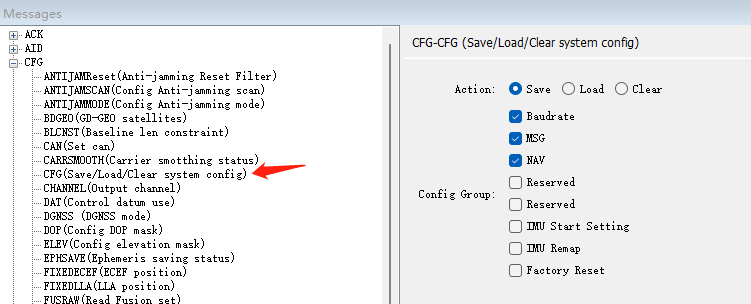 Messages
ACK
AID
CFG
ANTIJAMReset(Anti-jamming Reset Filter)
ANTIJAMSCAN(Config Anti-jamming scan)
ANTIJAMMODE(Config Anti-jamming mode)
BDGEO(GD-GEO satellites)
BLCNST(Baseline len constraint)
CAN(Set can)
CARRSMOOTH(Carrier smotthing status)
CFG(Save/Load/Clear system config)
CHANNEL(Output channel)
DAT(Control datum use)
DGNSS (DGNSS mode)
DOP(Config DOP mask)
ELEV(Config elevation mask)
EPHSAVE(Ephemeris saving status)
FIXEDECEF(ECEF position)
FIXEDLLA(LLA position)
FUSRAW(Read Fusion set)
CFG-CFG (Save/Load/Clear system config)
Action: Save Load Clear
Baudrate
MSG
NAV
Config Group: Reserved
Reserved
IMU Start Setting
IMU Remap
Factory Reset